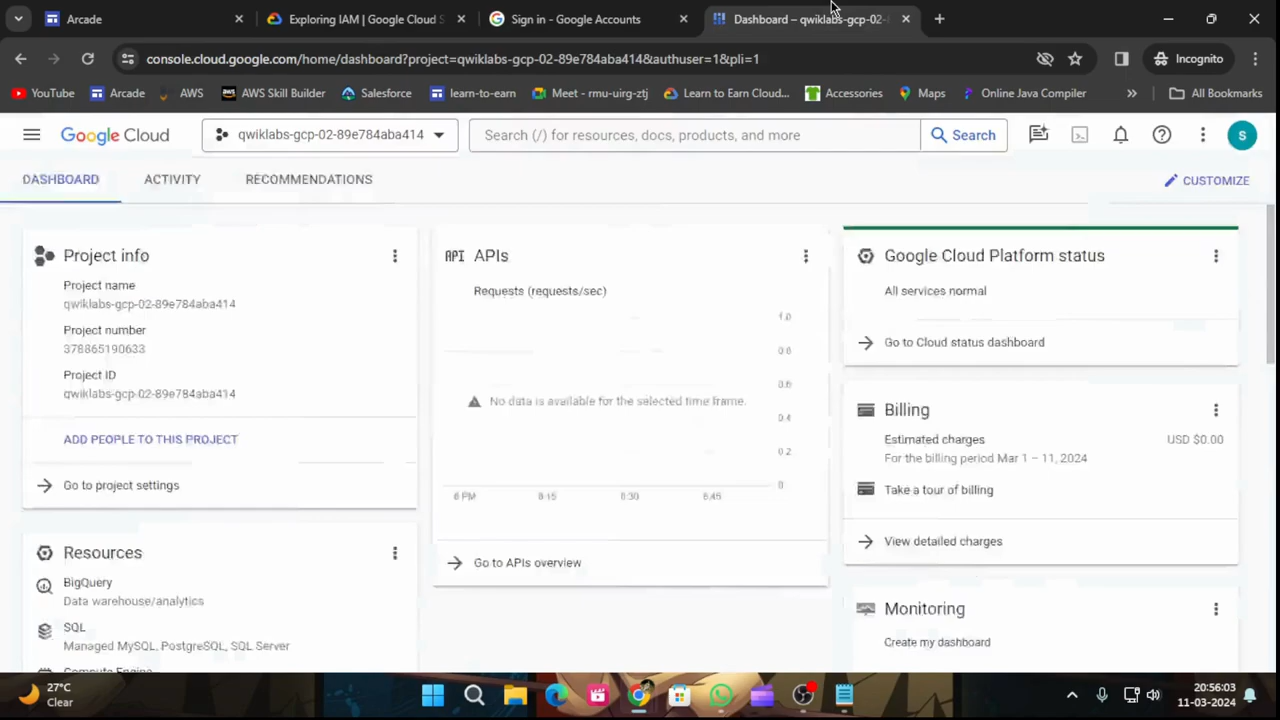 Arcade
Exploring IAM | Google Cloud S
Sign in - Google Accounts
Dashboard – qwiklabs-gcp-02-
console.cloud.google.com/home/dashboard?project=qwiklabs-gcp-02-89e784aba414&authuser=1&pli=1
Incognito
YouTube
Arcade
AWS
AWS Skill Builder
Salesforce
learn-to-earn
Meet - rmu-uirg-ztj
Learn to Earn Cloud...
Accessories
Maps
Online Java Compiler
All Bookmarks
Google Cloud
qwiklabs-gcp-02-89e784aba414
Search (/) for resources, docs, products, and more
Search
S
DASHBOARD
ACTIVITY
RECOMMENDATIONS
CUSTOMIZE
Project info
Project name
qwiklabs-gcp-02-89e784aba414
Project number
378865190633
Project ID
qwiklabs-gcp-02-89e784aba414
ADD PEOPLE TO THIS PROJECT
Go to project settings
Resources
BigQuery
Data warehouse/analytics
SQL
Managed MySQL, PostgreSQL, SQL Server
Compute Engine
API APIs
Requests (requests/sec)
1.0
0.8
0.6
0.4
0.2
0
No data is available for the selected time frame.
6 PM
6:15
6:30
6:45
Go to APIs overview
Google Cloud Platform status
All services normal
Go to Cloud status dashboard
Billing
Estimated charges
USD $0.00
For the billing period Mar 1 – 11, 2024
Take a tour of billing
View detailed charges
Monitoring
Create my dashboard
27°C
Clear
20:56:03
11-03-2024